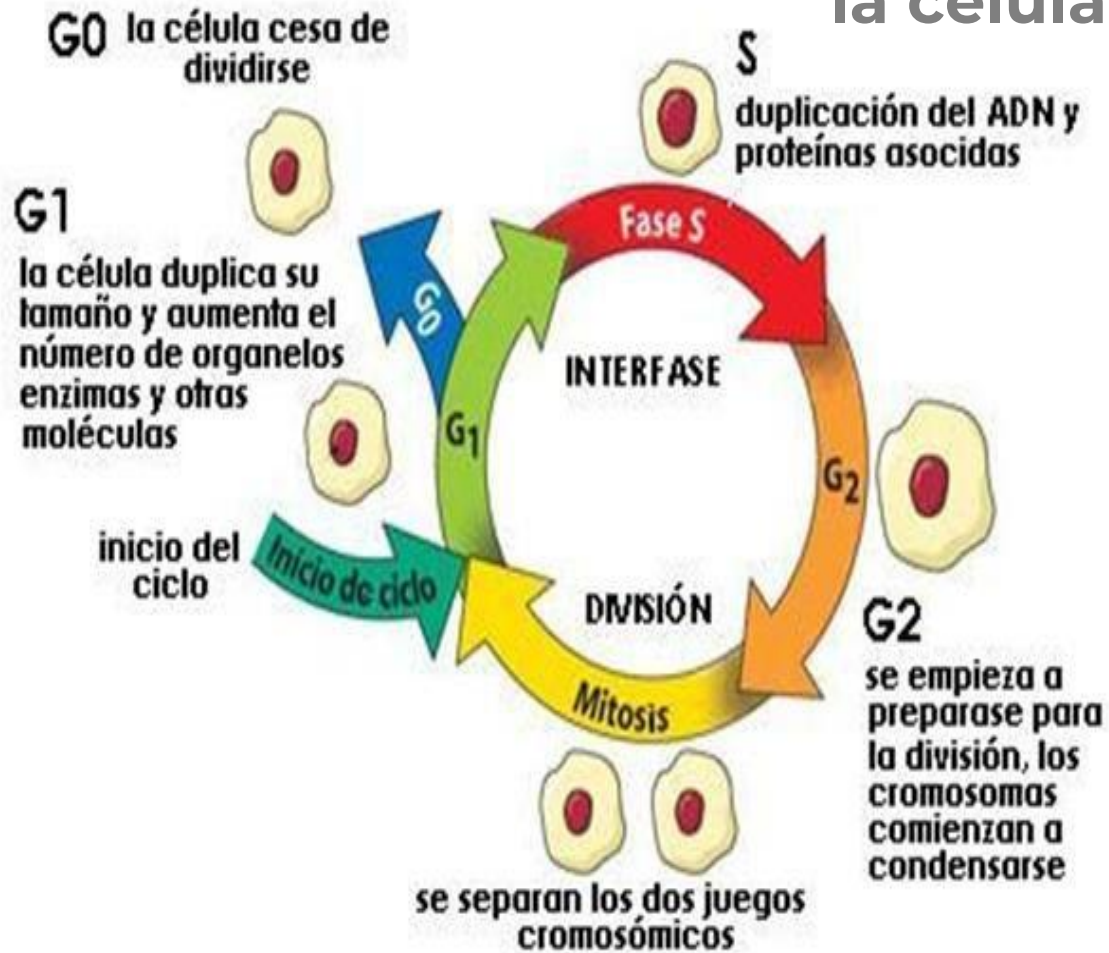 la célula
G0 la célula cesa de
dividirse
S
duplicación del ADN y
proteínas asocidas
G1
la célula duplica su
tamaño y aumenta el
número de organelos
enzimas y otras
moléculas
Fase S
G0
INTERFASE
G1
G2
inicio del
ciclo
Inicio de ciclo
DIVISIÓN
Mitosis
G2
se empieza a
preparase para
la división, los
cromosomas
comienzan a
condensarse
se separan los dos juegos
cromosómicos